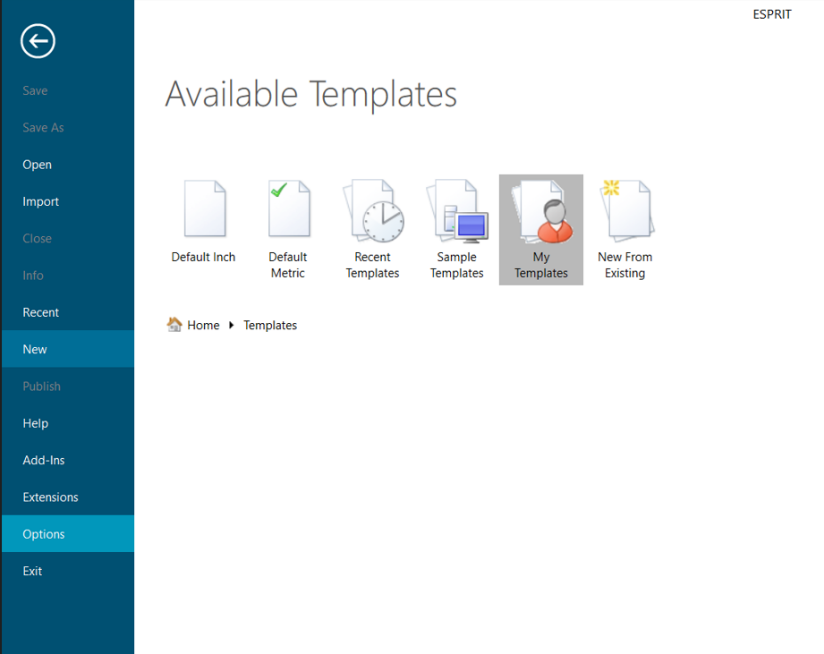 ESPRIT
Save
Save As
Open
Import
Close
Info
Recent
New
Publish
Help
Add-Ins
Extensions
Options
Exit
Available Templates
Default Inch
Default
Metric
Recent
Templates
Sample
Templates
My
Templates
New From
Existing
Home
Templates